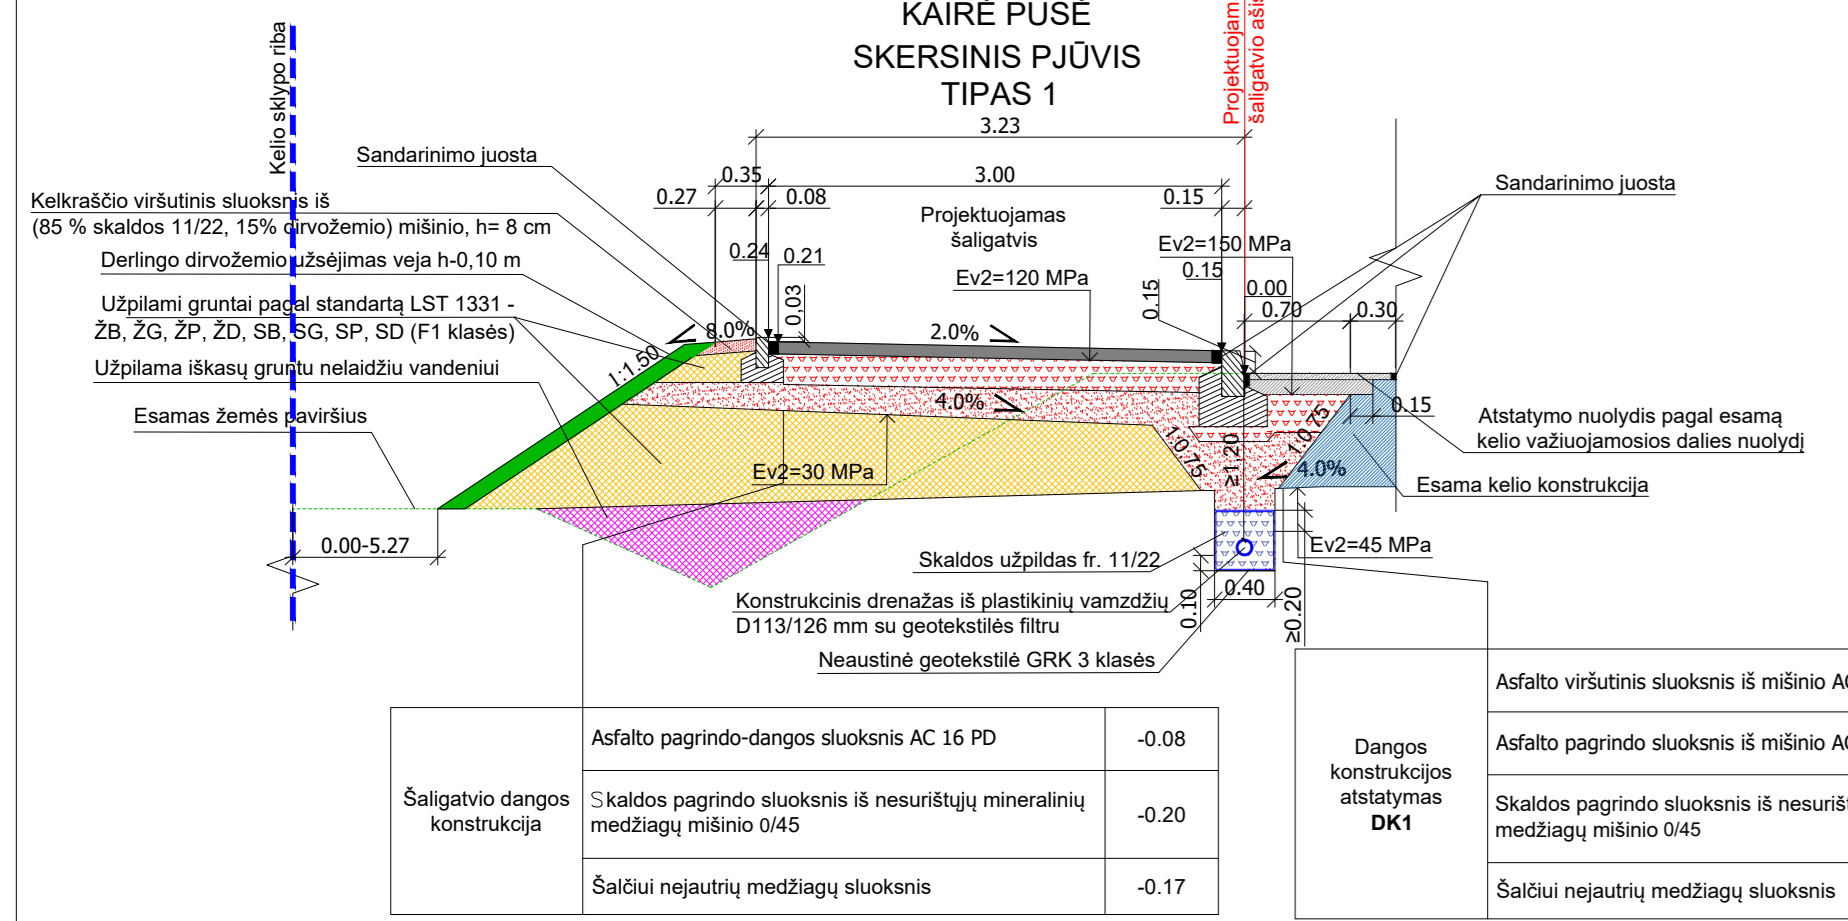 KAIRĖ PUSĖ
SKERSINIS PJŪVIS
TIPAS 1
Kelio sklypo riba
šaligatvio
3.23
Sandarinimo juosta
0.35
3.00
0.27
0.08
0.15
Sandarinimo juosta
Kelkraščio viršutinis sluoksnis iš
(85 % skaldos 11/22, 15% dirvožemio) mišinio, h= 8 cm
Projektuojamas
šaligatvis
Ev2=150 MPa
0.24
0.21
0.15
Derlingo dirvožemio užsėjimas veja h-0,10 m
Ev2=120 MPa
0.15
0.00
0.70
0.30
Užpilami gruntai pagal standartą LST 1331 -
ŽB, ŽG, ŽP, ŽD, SB, SG, SP, SD (F1 klasės)
0,03
8.0%
2.0%
Užpilama iškasų gruntu nelaidžiu vandeniui
1:1.50
4.0%
0.15
Esamas žemės paviršius
Atstatymo nuolydis pagal esamą
kelio važiuojamosios dalies nuolydį
1:0.75
≥1,20
1:0.75
Ev2=30 MPa
4.0%
Esama kelio konstrukcija
0.00-5.27
Skaldos užpildas fr. 11/22
Ev2=45 MPa
0.10
0.40
≥0.20
Konstrukcinis drenažas iš plastikinių vamzdžių
D113/126 mm su geotekstilės filtru
Neaustinė geotekstilė GRK 3 klasės
Šaligatvio dangos
konstrukcija
Asfalto pagrindo-dangos sluoksnis AC 16 PD
-0.08
Skaldos pagrindo sluoksnis iš nesurištųjų mineralinių
medžiagų mišinio 0/45
-0.20
Šalčiui nejautrių medžiagų sluoksnis
-0.17
Dangos
konstrukcijos
atstatymas
DK1
Asfalto viršutinis sluoksnis iš mišinio
Asfalto pagrindo sluoksnis iš mišinio
Skaldos pagrindo sluoksnis iš
medžiagų mišinio 0/45
Šalčiui nejautrių medžiagų sluoksnis